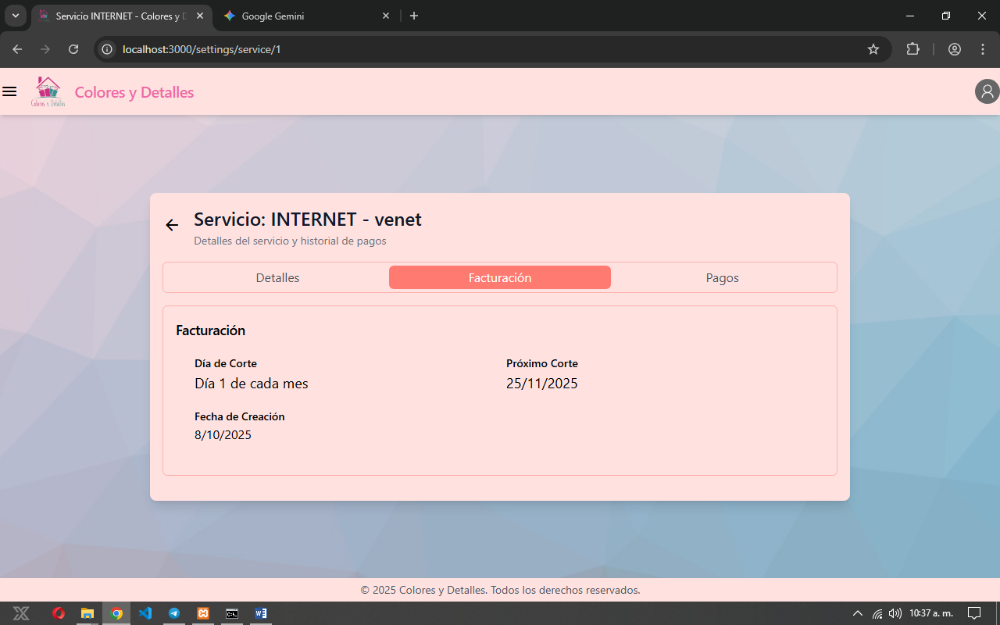 Servicio INTERNET - Colores y D
Google Gemini
localhost:3000/settings/service/1
Colores y Detalles
Colores y Detalles
Servicio: INTERNET - venet
Detalles del servicio y historial de pagos
Detalles
Facturación
Pagos
Facturación
Día de Corte
Próximo Corte
Día 1 de cada mes
25/11/2025
Fecha de Creación
8/10/2025
© 2025 Colores y Detalles. Todos los derechos reservados.
10:37 a. m.